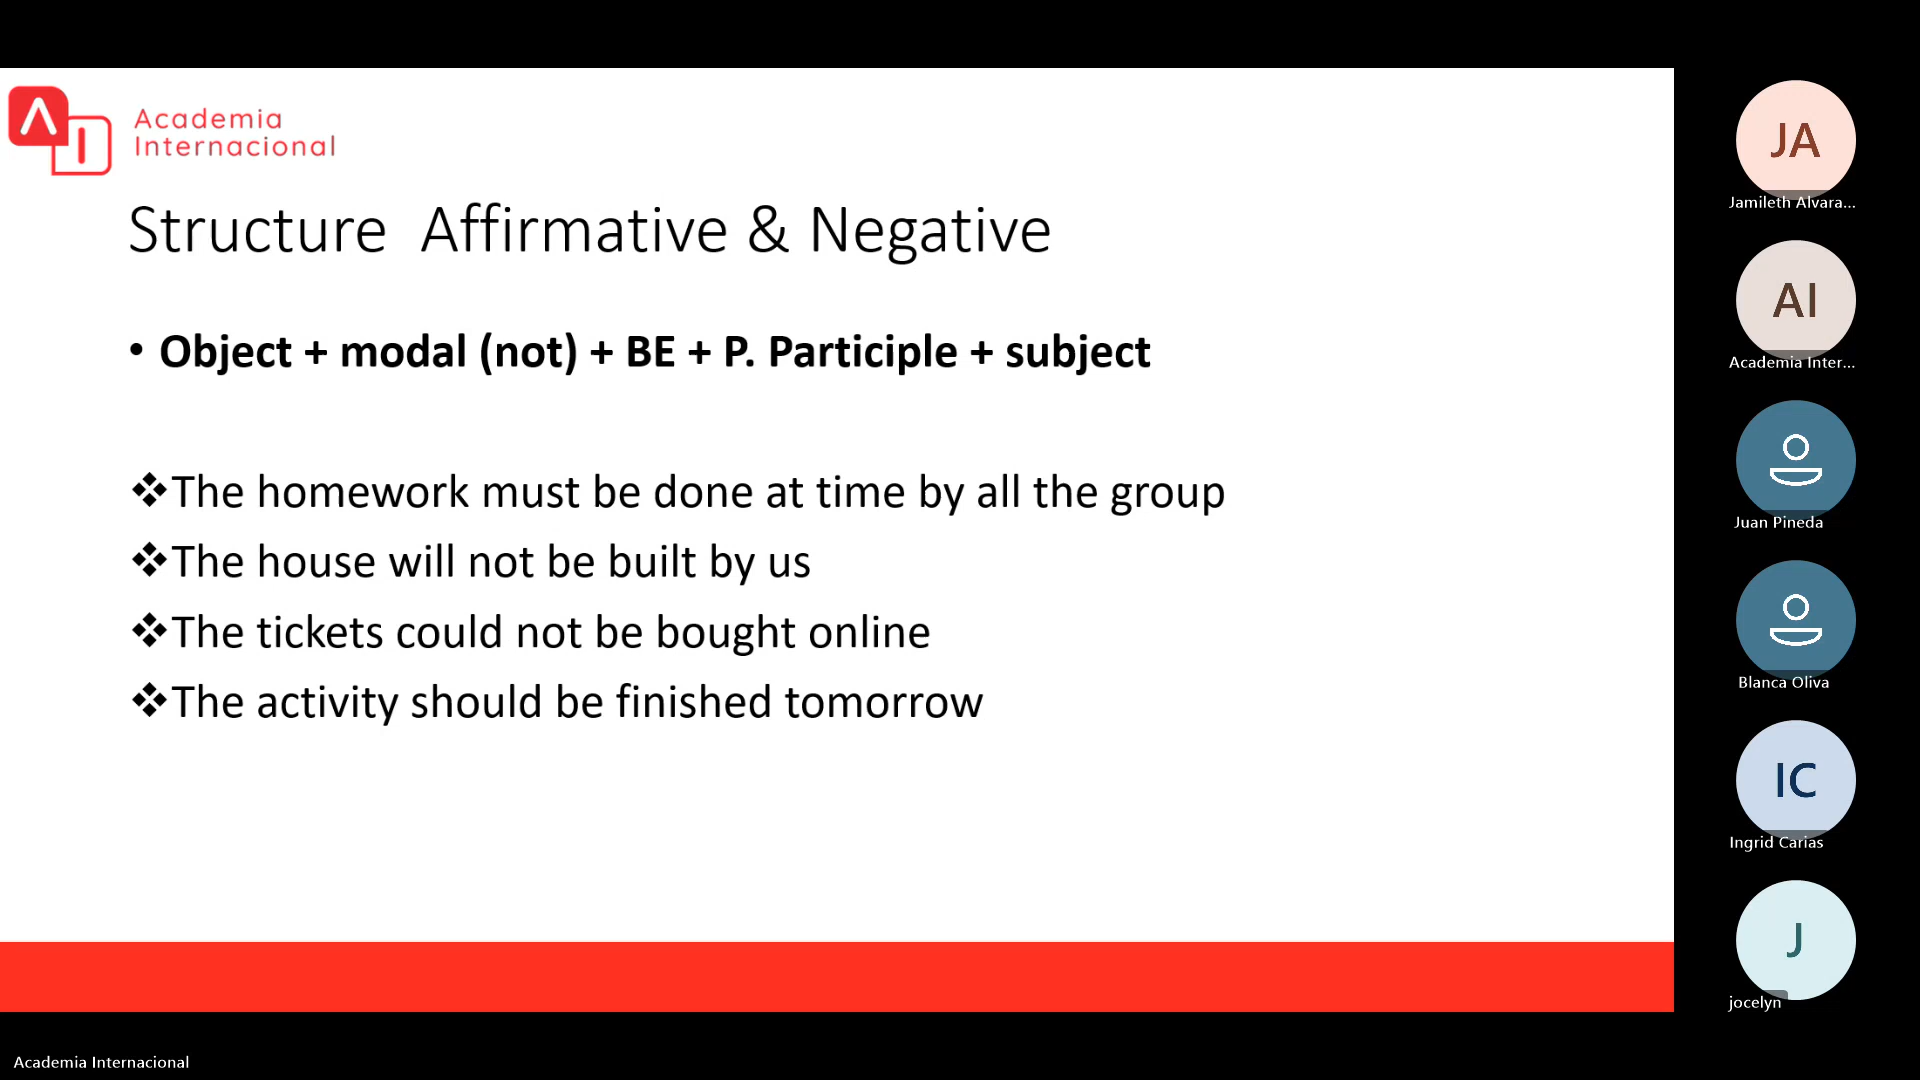 Academia
Internacional
Structure Affirmative & Negative
• Object + modal (not) + BE + P. Participle + subject
❖The homework must be done at time by all the group
❖The house will not be built by us
❖The tickets could not be bought online
❖The activity should be finished tomorrow
JA
Jamileth Alvara...
AI
Academia Inter...
Juan Pineda
Blanca Oliva
IC
Ingrid Carias
J
jocelyn
Academia Internacional